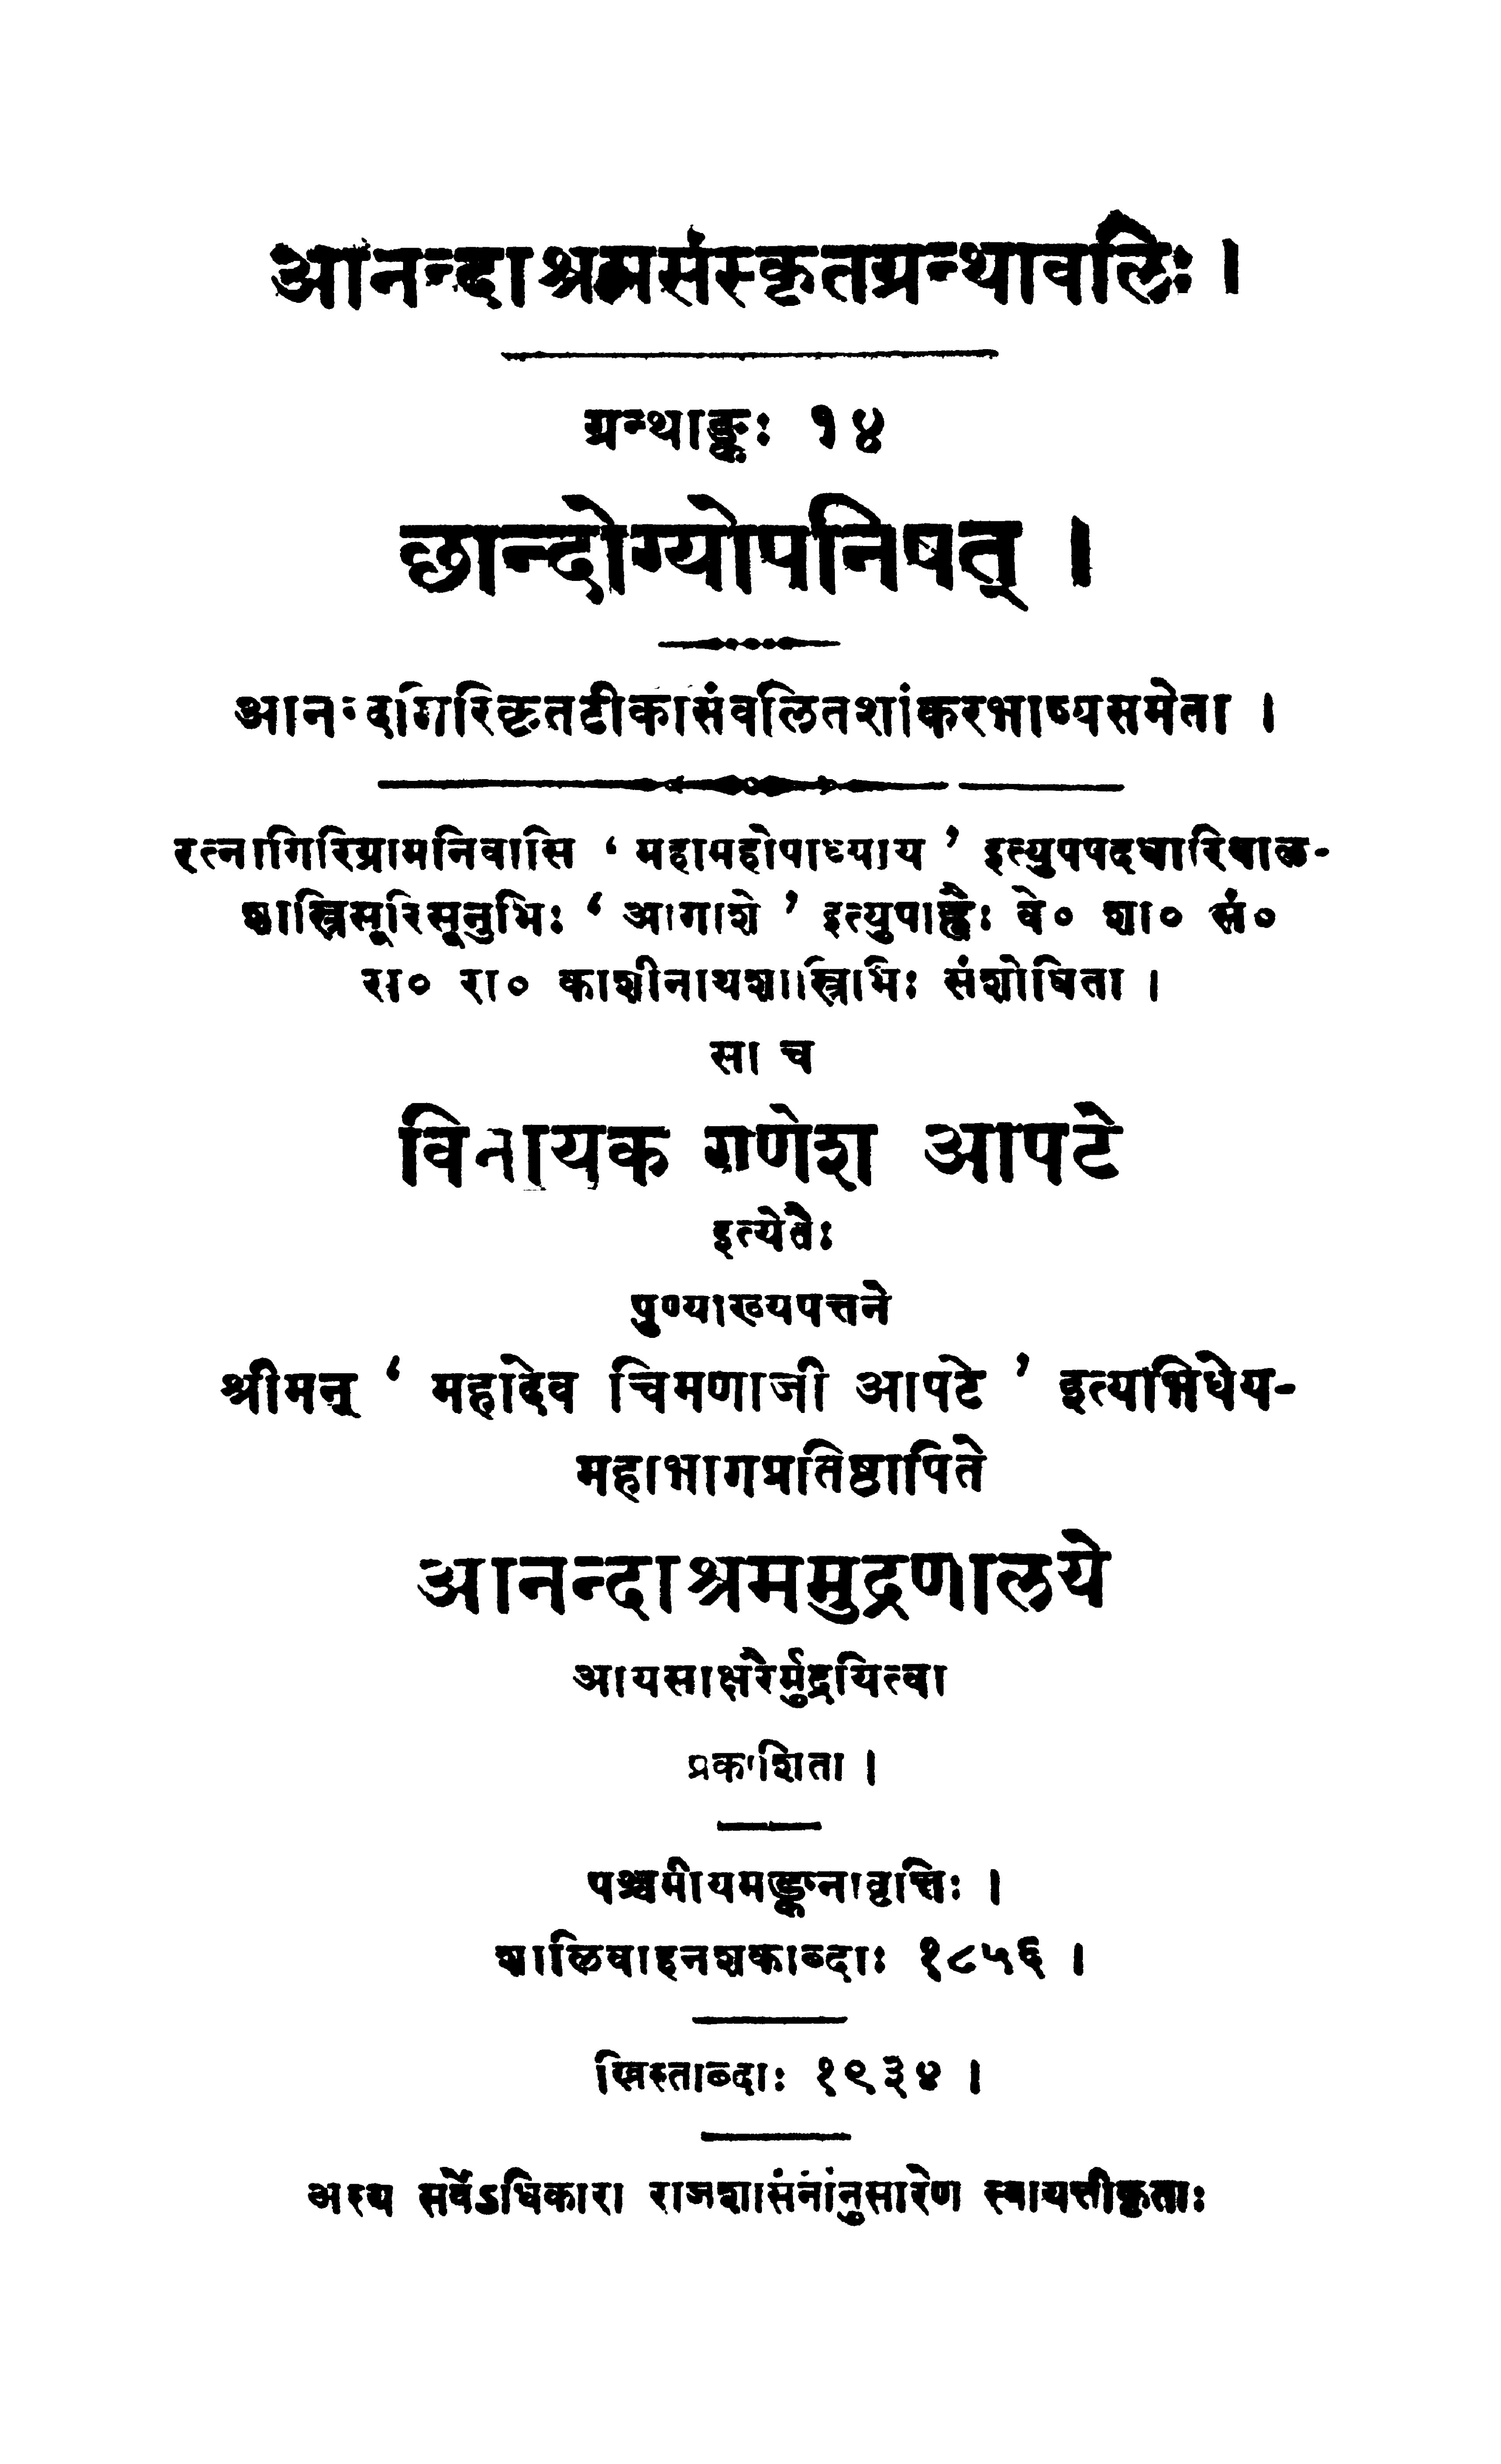 आनन्दाश्रमसंस्कृतग्रन्थावलिः ।
ग्रन्थाङ्कः १४
छान्दोग्योपनिषत् ।
आनन्दगिरिकृतटीकासंवलितशांकरभाष्यसमेता ।
रत्नागिरिग्रामनिवासि ‘ महामहोपाध्याय ’ इत्युपपदधारिबाळ-
शास्त्रिसूरिसूनुभिः ‘ आगाशे ’ इत्युपाह्वैः वे० शा० सं०
रा० रा० काशीनाथशास्त्रिभिः संशोधिता ।
सा च
विनायक गणेश आपटे
इत्येतैः
पुण्याख्यपत्तने
श्रीमन् ‘ महादेव चिमणाजी आपटे ’ इत्यभिधेय-
महाभागप्रतिष्ठापिते
आनन्दाश्रममुद्रणालये
आयसाक्षरैर्मुद्रयित्वा
प्रकाशिता ।
पञ्चमीयमङ्कनावृत्तिः ।
शालिवाहनशकाब्दाः १८५६ ।
ख्रिस्ताब्दाः १९३४ ।
अस्य सर्वेऽधिकारा राजशासनानुसारेण स्वायत्तीकृताः